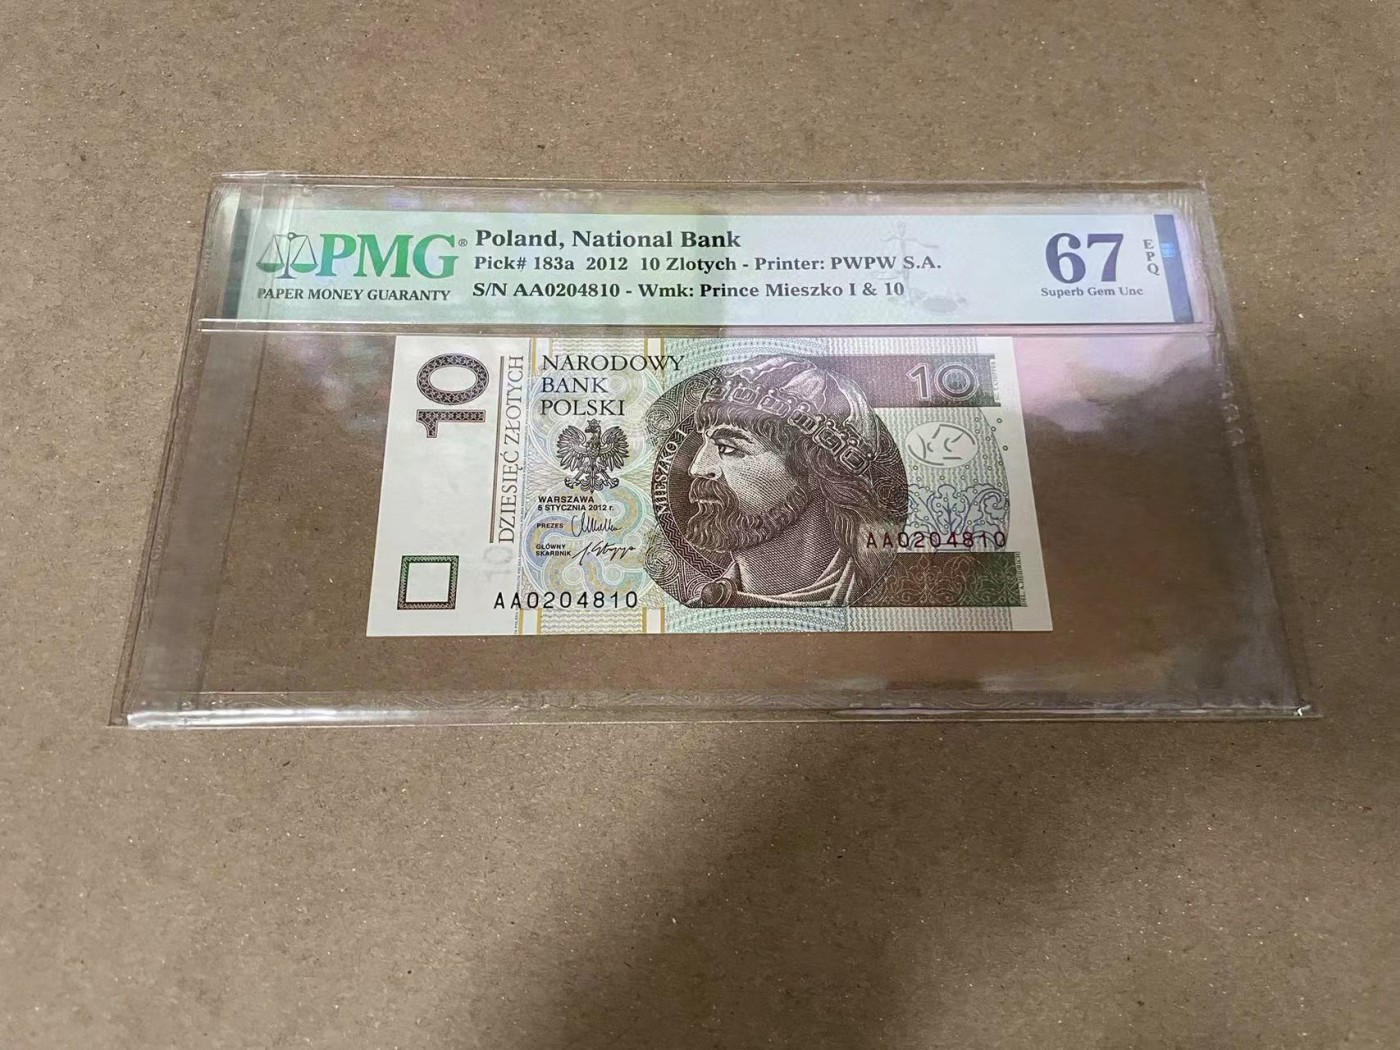 PMG®
PAPER MONEY GUARANTY
Poland, National Bank
Pick# 183a 2012 10 Zlotych - Printer: PWPW S.A.
S/N AA0204810 - Wmk: Prince Mieszko I & 10
67
EPQ
Superb Gem Unc
10
DZIESIĘĆ ZŁOTYCH
NARODOWY
BANK
POLSKI
WARSZAWA
5 STYCZNIA 2012 r.
PREZES
GŁÓWNY
SKARBNIK
AA0204810
MIESZKO I
10
AA0204810
10